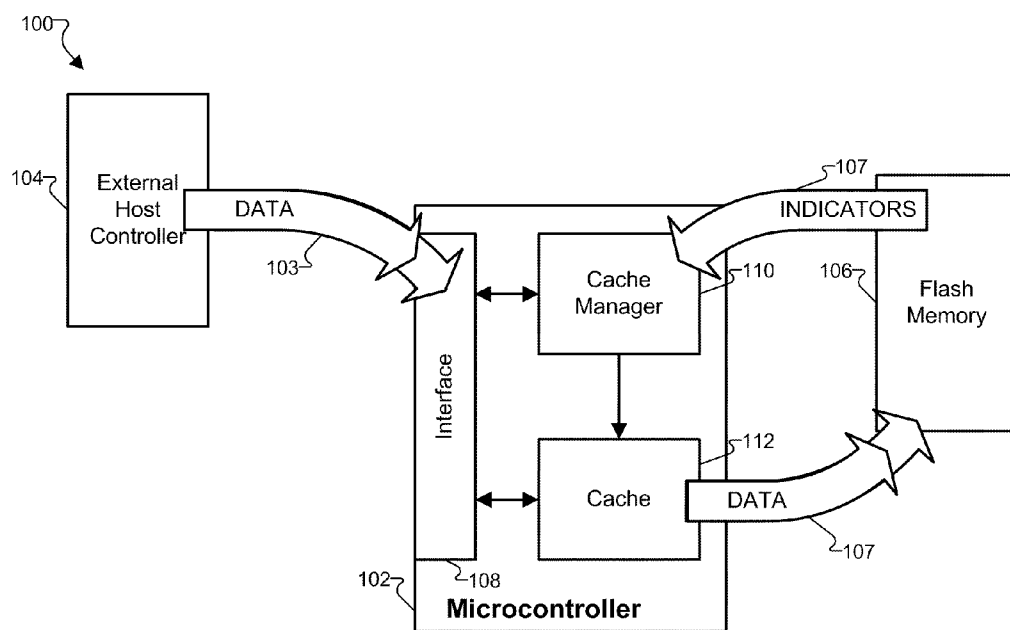 100
104
External
Host
Controller
DATA
103
107
INDICATORS
106
Flash
Memory
Cache
Manager
110
Interface
112
Cache
DATA
107
108
102
Microcontroller